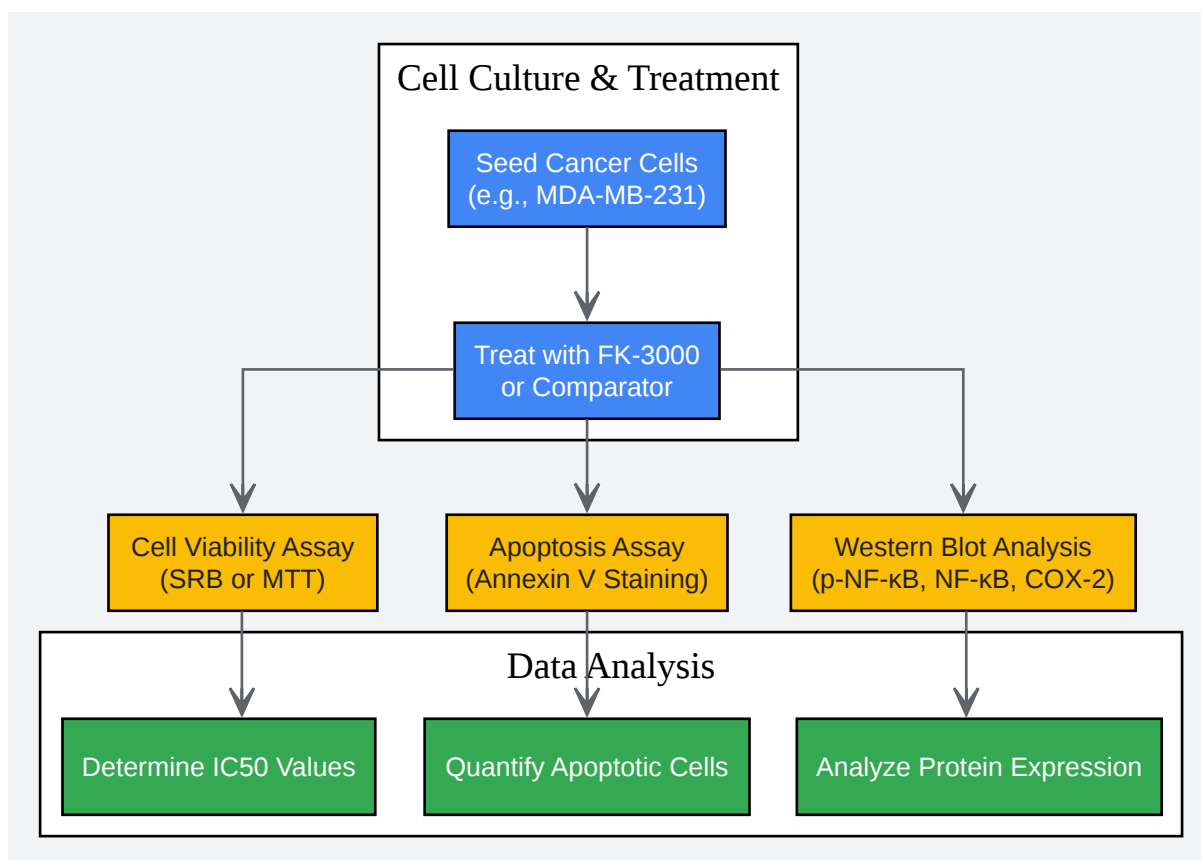 Cell Culture & Treatment
Seed Cancer Cells
(e.g., MDA-MB-231)
Treat with FK-3000
or Comparator
Cell Viability Assay
(SRB or MTT)
Apoptosis Assay
(Annexin V Staining)
Western Blot Analysis
(p-NF-κB, NF-κB, COX-2)
Data Analysis
Determine IC50 Values
Quantify Apoptotic Cells
Analyze Protein Expression